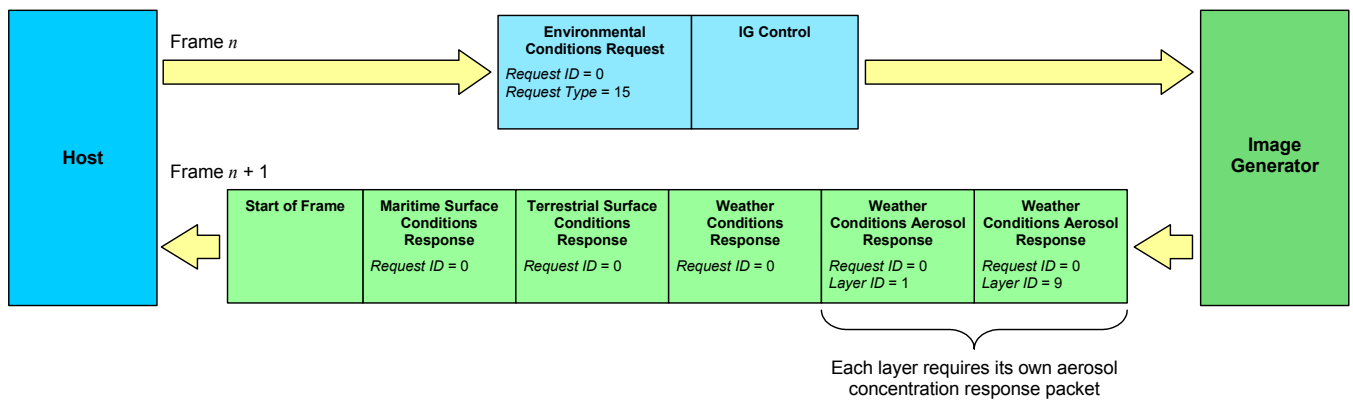 Host
Frame n
Environmental
Conditions Request
Request ID = 0
Request Type = 15
IG Control
Image
Generator
Frame n + 1
Start of Frame
Maritime Surface
Conditions
Response
Request ID = 0
Terrestrial Surface
Conditions
Response
Request ID = 0
Weather
Conditions
Response
Request ID = 0
Weather
Conditions Aerosol
Response
Request ID = 0
Layer ID = 1
Weather
Conditions Aerosol
Response
Request ID = 0
Layer ID = 9
Each layer requires its own aerosol
concentration response packet